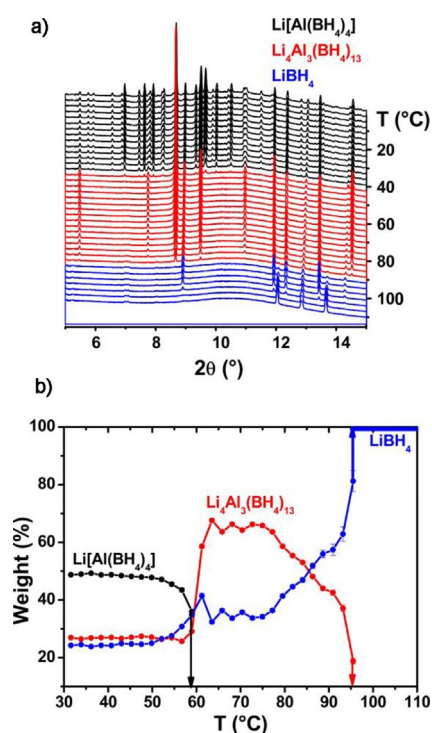 a)
Li[Al(BH₄)₄]
Li₄Al₃(BH₄)₁₃
LiBH₄
T (°C)
20
40
60
80
100
6 8 10 12 14
2θ (°)
b)
100
80
60
40
20
Weight (%)
LiBH₄
Li₄Al₃(BH₄)₁₃
Li[Al(BH₄)₄]
30 40 50 60 70 80 90 100 110
T (°C)